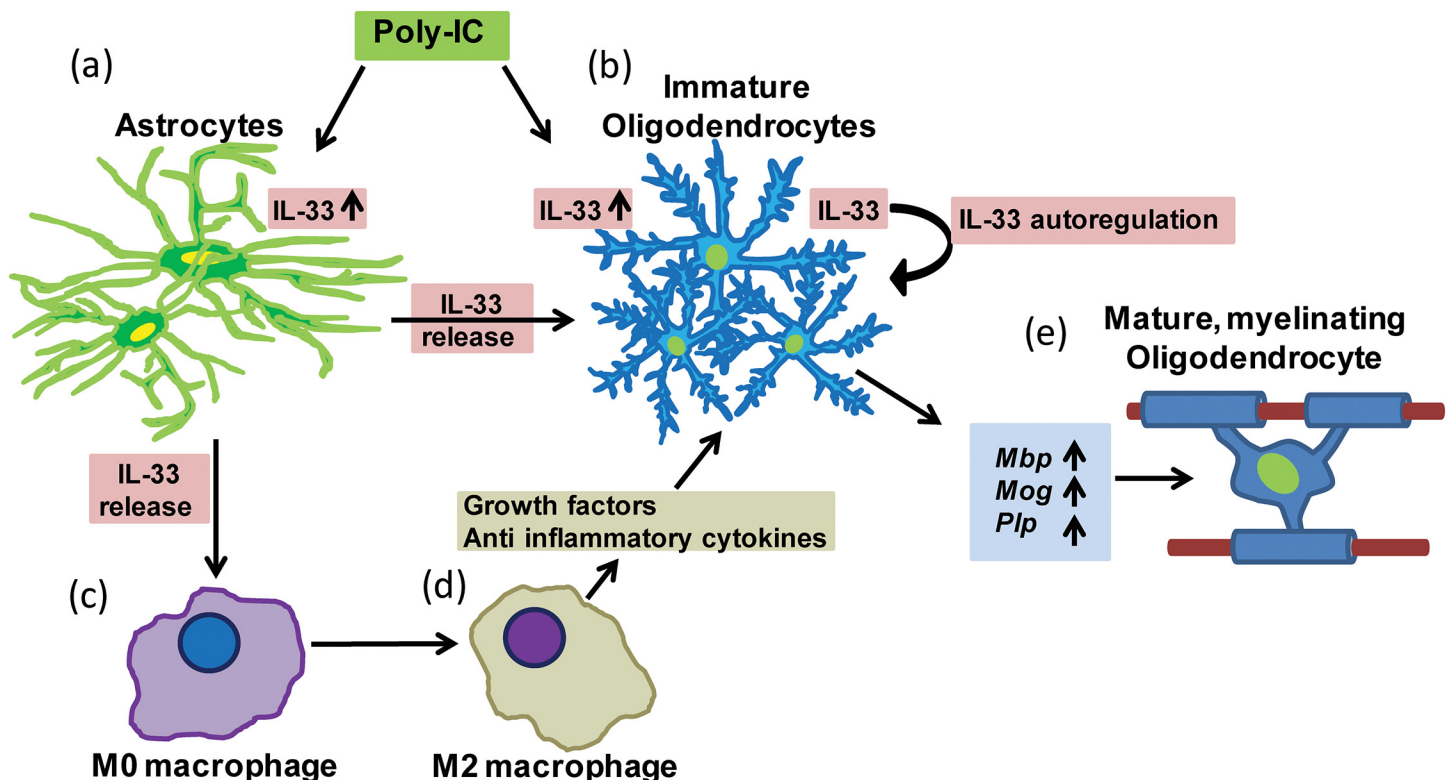 Poly-IC
(a)
Astrocytes
IL-33 ↑
(b)
Immature
Oligodendrocytes
IL-33 ↑
IL-33
IL-33 autoregulation
IL-33
release
(e)
Mature, myelinating
Oligodendrocyte
Mbp ↑
Mog ↑
Plp ↑
IL-33
release
Growth factors
Anti inflammatory cytokines
(c)
M0 macrophage
(d)
M2 macrophage